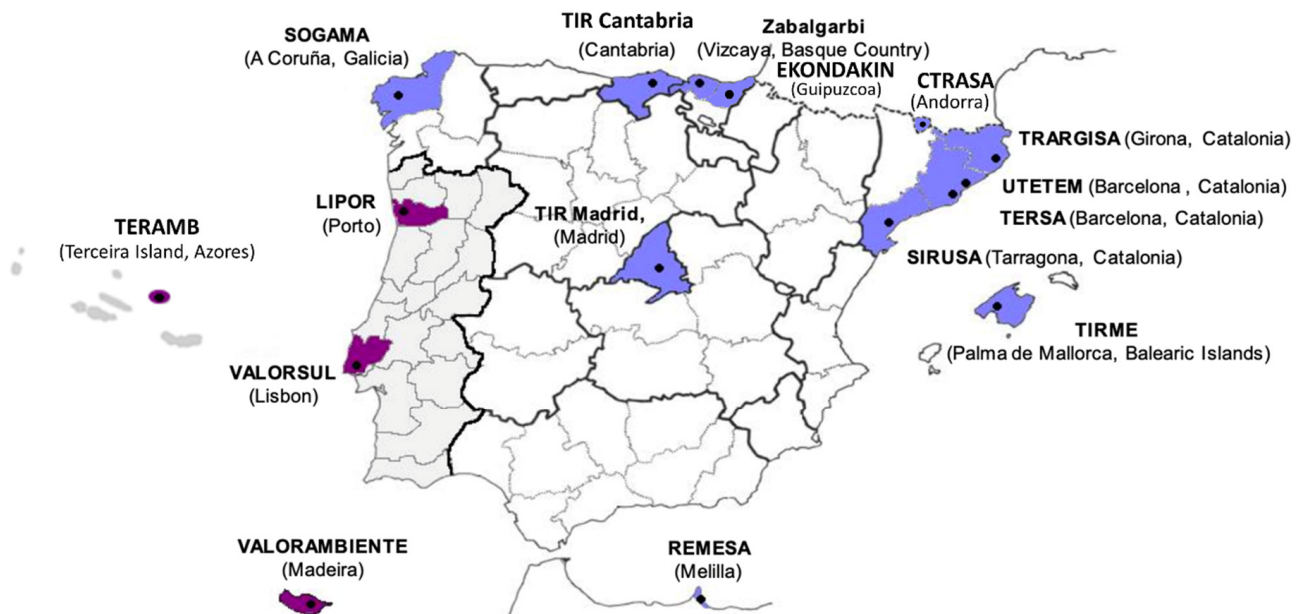 SOGAMA
(A Coruña, Galicia)
TIR Cantabria
(Cantabria)
Zabalgarbi
(Vizcaya, Basque Country)
EKONDAKIN
(Guipuzcoa)
CTRASA
(Andorra)
TRARGISA (Girona, Catalonia)
UTETEM (Barcelona , Catalonia)
TERSA (Barcelona, Catalonia)
SIRUSA (Tarragona, Catalonia)
TIRME
(Palma de Mallorca, Balearic Islands)
LIPOR
(Porto)
TIR Madrid,
(Madrid)
TERAMB
(Terceira Island, Azores)
VALORSUL
(Lisbon)
VALORAMBIENTE
(Madeira)
REMESA
(Melilla)